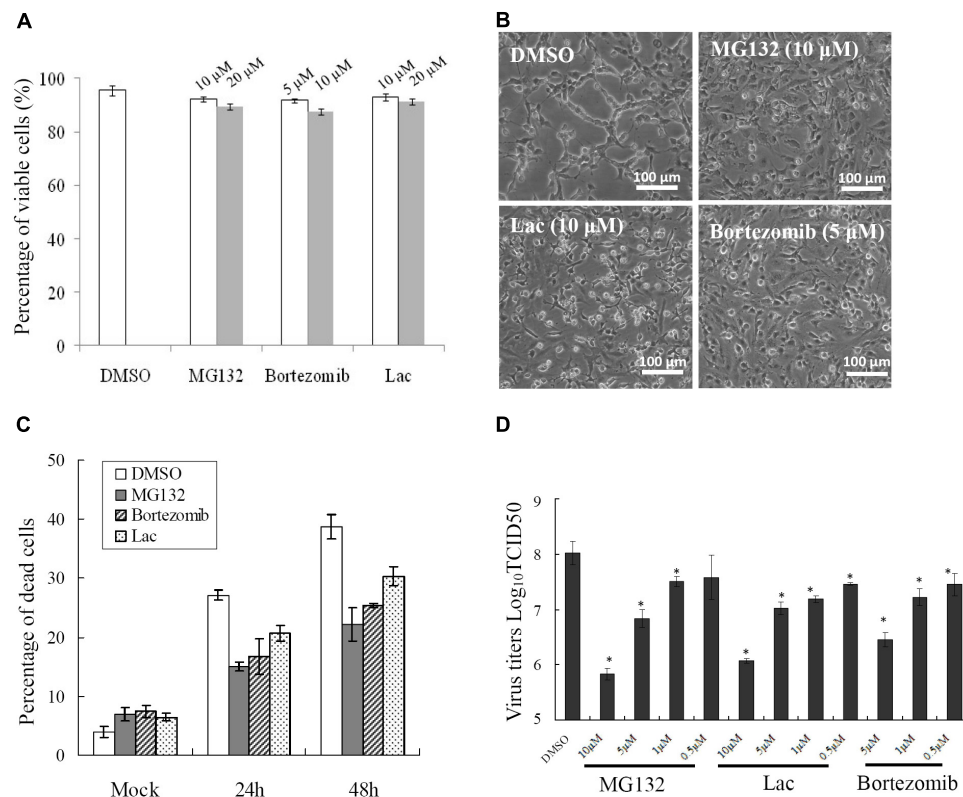 A
Percentage of viable cells (%)
100
80
60
40
20
0
10 µM
20 µM
5 µM
10 µM
10 µM
20 µM
DMSO
MG132
Bortezomib
Lac
B
DMSO
100 µm
MG132 (10 µM)
100 µm
Lac (10 µM)
100 µm
Bortezomib (5 µM)
100 µm
C
Percentage of dead cells
50
40
30
20
10
0
DMSO
MG132
Bortezomib
Lac
Mock
24h
48h
D
Virus titers Log10TCID50
9
8
7
6
5
*
*
*
*
*
*
*
*
*
*
DMSO
10µM
5µM
1µM
0.5µM
10µM
5µM
1µM
0.5µM
5µM
1µM
0.5µM
MG132
Lac
Bortezomib